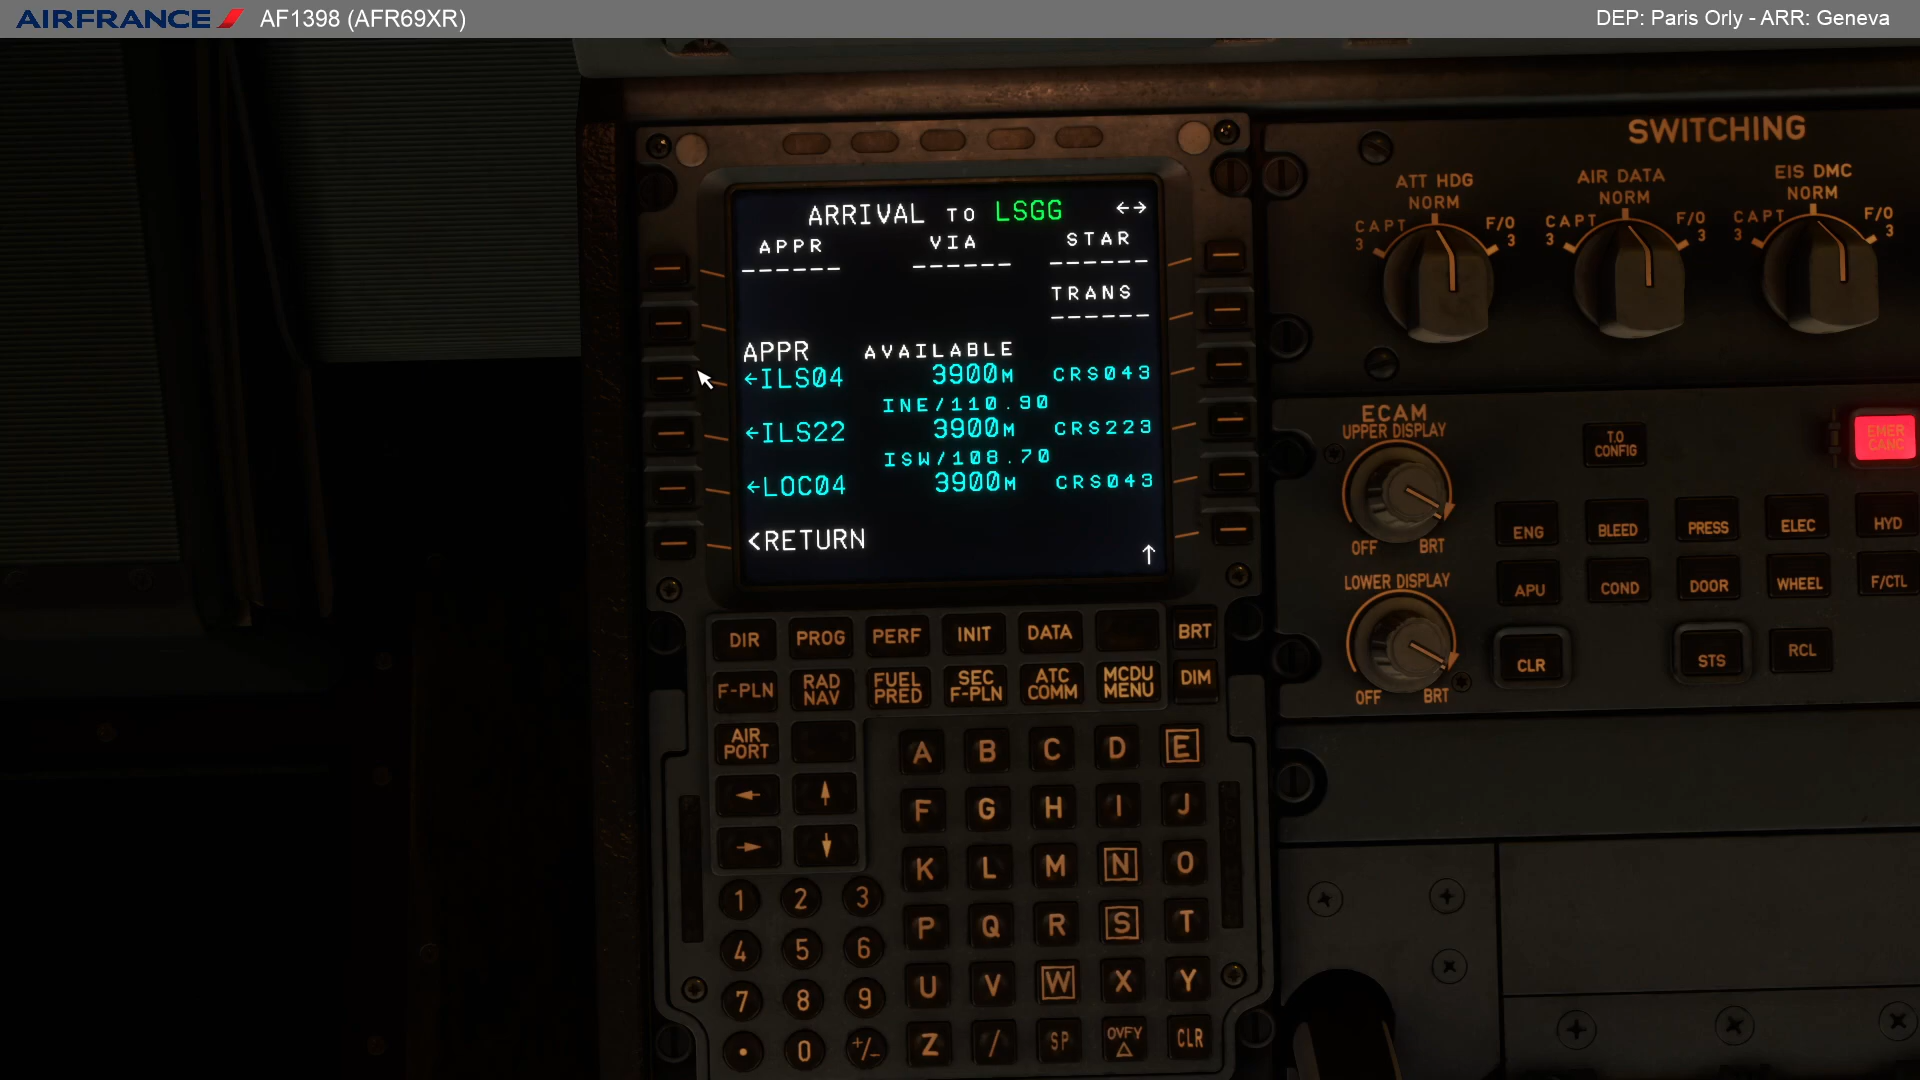 AIRFRANCE AF1398 (AFR69XR) DEP: Paris Orly - ARR: Geneva
ARRIVAL TO LSGG ←→
APPR VIA STAR
------ ------ ------
TRANS
------
APPR AVAILABLE
←ILS04 3900M CRS043
INE/110.90
←ILS22 3900M CRS223
ISW/108.70
←LOC04 3900M CRS043
<RETURN ↑
DIR PROG PERF INIT DATA BRT
F-PLN RAD NAV FUEL PRED SEC F-PLN ATC COMM MCDU MENU DIM
AIR PORT
← ↑
→ ↓
A B C D E
F G H I J
K L M N O
P Q R S T
U V W X Y
Z / SP OVFY △ CLR
1 2 3
4 5 6
7 8 9
. 0 +/-
SWITCHING
ATT HDG AIR DATA EIS DMC
NORM NORM NORM
CAPT 3 F/O 3 CAPT 3 F/O 3 CAPT 3 F/O 3
ECAM
UPPER DISPLAY
OFF BRT
LOWER DISPLAY
OFF BRT
T.O CONFIG
EMER CANC
ENG BLEED PRESS ELEC HYD
APU COND DOOR WHEEL F/CTL
CLR STS RCL